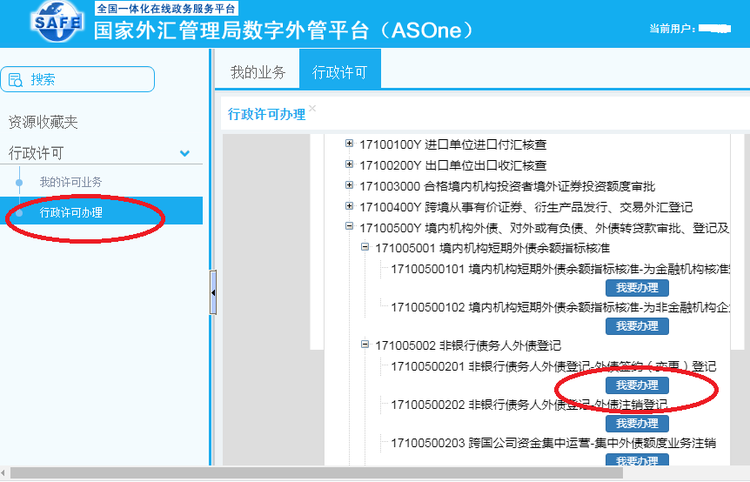 全国一体化在线政务服务平台
SAFE
国家外汇管理局数字外管平台（ASOne）
当前用户：
搜索
我的业务
行政许可
资源收藏夹
行政许可
我的许可业务
行政许可办理
行政许可办理
17100100Y 进口单位进口付汇核查
17100200Y 出口单位出口收汇核查
171003000 合格境内机构投资者境外证券投资额度审批
17100400Y 跨境从事有价证券、衍生产品发行、交易外汇登记
17100500Y 境内机构外债、对外或有负债、外债转贷款审批、登记及
171005001 境内机构短期外债余额指标核准
17100500101 境内机构短期外债余额指标核准-为金融机构核准
我要办理
17100500102 境内机构短期外债余额指标核准-为非金融机构企
我要办理
171005002 非银行债务人外债登记
17100500201 非银行债务人外债登记-外债签约（变更）登记
我要办理
17100500202 非银行债务人外债登记-外债注销登记
我要办理
17100500203 跨国公司资金集中运营-集中外债额度业务注销
我要办理